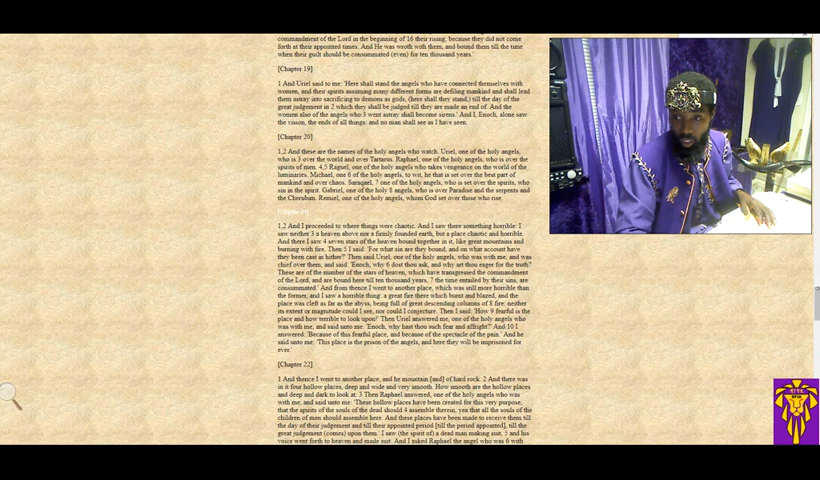 commandment of the Lord in the beginning of 16 their rising, because they did not come
forth at their appointed times. And He was wroth with them, and bound them till the time
when their guilt should be consummated (even) for ten thousand years.'
[Chapter 19]
1 And Uriel said to me: 'Here shall stand the angels who have connected themselves with
women, and their spirits assuming many different forms are defiling mankind and shall lead
them astray into sacrificing to demons as gods, (here shall they stand,) till the day of the
great judgement in 2 which they shall be judged till they are made an end of. And the
women also of the angels who 3 went astray shall become sirens.' And I, Enoch, alone saw
the vision, the ends of all things: and no man shall see as I have seen.
[Chapter 20]
1,2 And these are the names of the holy angels who watch. Uriel, one of the holy angels,
who is 3 over the world and over Tartarus. Raphael, one of the holy angels, who is over the
spirits of men. 4,5 Raguel, one of the holy angels who takes vengeance on the world of the
luminaries. Michael, one 6 of the holy angels, to wit, he that is set over the best part of
mankind and over chaos. Saraqael, 7 one of the holy angels, who is set over the spirits, who
sin in the spirit. Gabriel, one of the holy 8 angels, who is over Paradise and the serpents and
the Cherubim. Remiel, one of the holy angels, whom God set over those who rise.
1,2 And I proceeded to where things were chaotic. And I saw there something horrible: I
saw neither 3 a heaven above nor a firmly founded earth, but a place chaotic and horrible.
And there I saw 4 seven stars of the heaven bound together in it, like great mountains and
burning with fire. Then 5 I said: 'For what sin are they bound, and on what account have
they been cast in hither?' Then said Uriel, one of the holy angels, who was with me, and was
chief over them, and said: 'Enoch, why 6 dost thou ask, and why art thou eager for the truth?
These are of the number of the stars of heaven, which have transgressed the commandment
of the Lord, and are bound here till ten thousand years, 7 the time entailed by their sins, are
consummated.' And from thence I went to another place, which was still more horrible than
the former, and I saw a horrible thing: a great fire there which burnt and blazed, and the
place was cleft as far as the abyss, being full of great descending columns of 8 fire: neither
its extent or magnitude could I see, nor could I conjecture. Then I said: 'How 9 fearful is the
place and how terrible to look upon!' Then Uriel answered me, one of the holy angels who
was with me, and said unto me: 'Enoch, why hast thou such fear and affright?' And 10 I
answered: 'Because of this fearful place, and because of the spectacle of the pain.' And he
said unto me: 'This place is the prison of the angels, and here they will be imprisoned for
ever.'
[Chapter 22]
1 And thence I went to another place, and he mountain [and] of hard rock. 2 And there was
in it four hollow places, deep and wide and very smooth. How smooth are the hollow places
and deep and dark to look at. 3 Then Raphael answered, one of the holy angels who was
with me, and said unto me: 'These hollow places have been created for this very purpose,
that the spirits of the souls of the dead should 4 assemble therein, yea that all the souls of the
children of men should assemble here. And these places have been made to receive them till
the day of their judgement and till their appointed period [till the period appointed], till the
great judgement (comes) upon them.' I saw (the spirit of) a dead man making suit, 5 and his
voice went forth to heaven and made suit. And I asked Raphael the angel who was 6 with